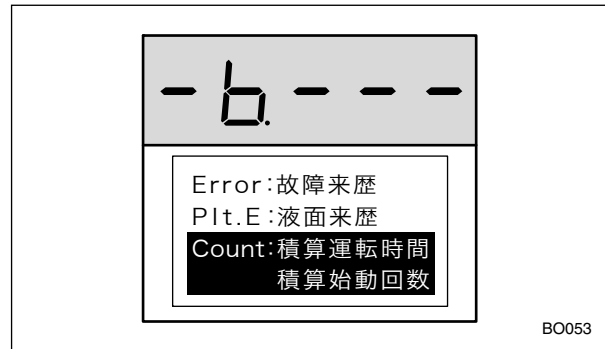 - b. - - -
Error:故障来歴
Plt.E:液面来歴
Count:積算運転時間
積算始動回数
BO053